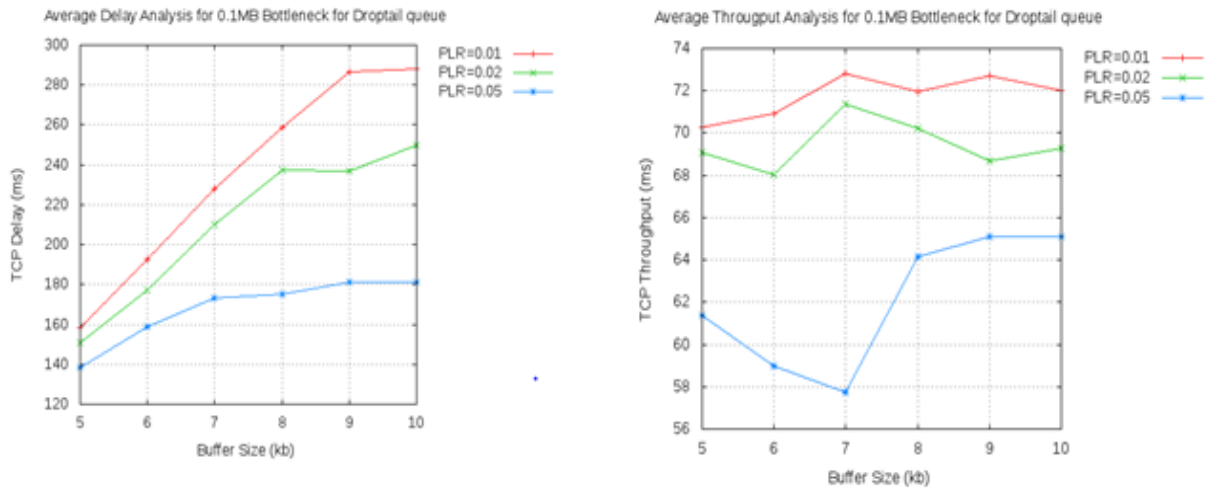 Average Delay Analysis for 0.1MB Bottleneck for Droptail queue
300
280
260
240
220
200
180
160
140
120
TCP Delay (ms)
5 6 7 8 9 10
Buffer Size (kb)
PLR=0.01
PLR=0.02
PLR=0.05
Average Througput Analysis for 0.1MB Bottleneck for Droptail queue
74
72
70
68
66
64
62
60
58
56
TCP Throughput (ms)
5 6 7 8 9 10
Buffer Size (kb)
PLR=0.01
PLR=0.02
PLR=0.05